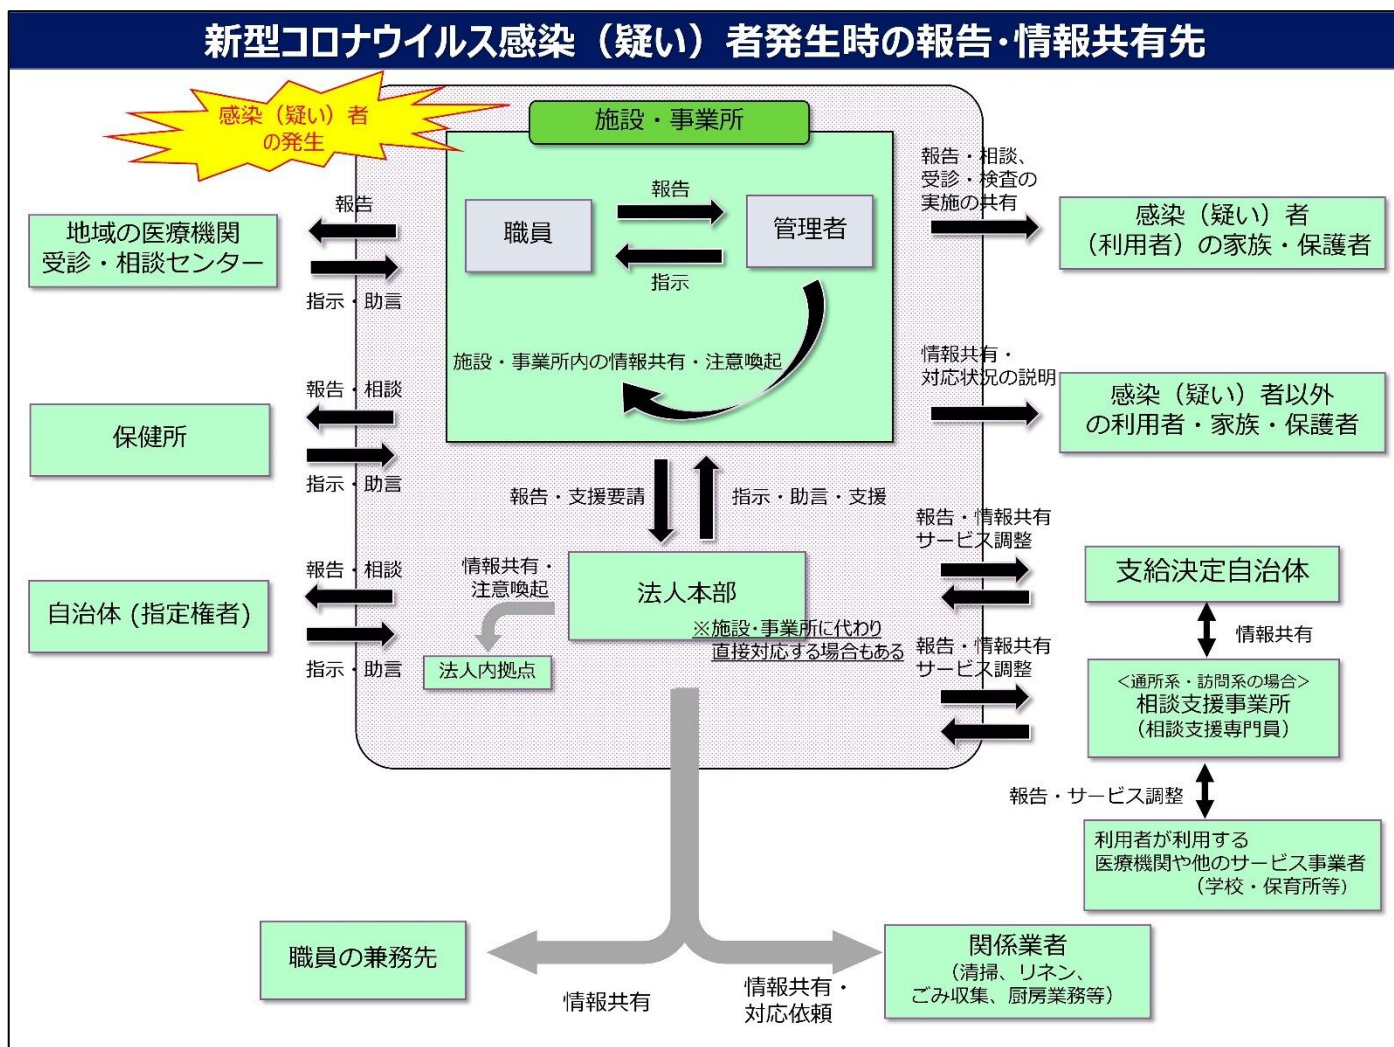 新型コロナウイルス感染（疑い）者発生時の報告・情報共有先
感染（疑い）者
の発生
施設・事業所
職員
報告
指示
管理者
施設・事業所内の情報共有・注意喚起
報告
地域の医療機関
受診・相談センター
指示・助言
報告・相談
保健所
指示・助言
報告・相談
自治体 (指定権者)
指示・助言
報告・支援要請
指示・助言・支援
情報共有・
注意喚起
法人本部
※施設・事業所に代わり
直接対応する場合もある
法人内拠点
報告・相談、
受診・検査の
実施の共有
感染（疑い）者
（利用者）の家族・保護者
情報共有・
対応状況の説明
感染（疑い）者以外
の利用者・家族・保護者
報告・情報共有
サービス調整
支給決定自治体
情報共有
報告・情報共有
サービス調整
<通所系・訪問系の場合>
相談支援事業所
（相談支援専門員）
報告・サービス調整
利用者が利用する
医療機関や他のサービス事業者
（学校・保育所等）
職員の兼務先
情報共有
情報共有・
対応依頼
関係業者
（清掃、リネン、
ごみ収集、厨房業務等）